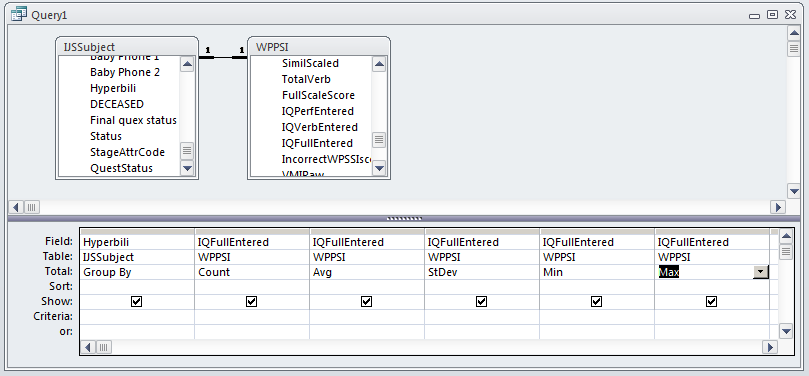 Query1
IJSSubject
Baby Phone 1
Baby Phone 2
Hyperbili
DECEASED
Final quex status
Status
StageAttrCode
QuestStatus
1 1
WPPSI
SimilScaled
TotalVerb
FullScaleScore
IQPerfEntered
IQVerbEntered
IQFullEntered
IncorrectWPSSIsco
VMIRaw
Field: Hyperbili IQFullEntered IQFullEntered IQFullEntered IQFullEntered IQFullEntered
Table: IJSSubject WPPSI WPPSI WPPSI WPPSI WPPSI
Total: Group By Count Avg StDev Min Max
Sort:
Show:
Criteria:
or: